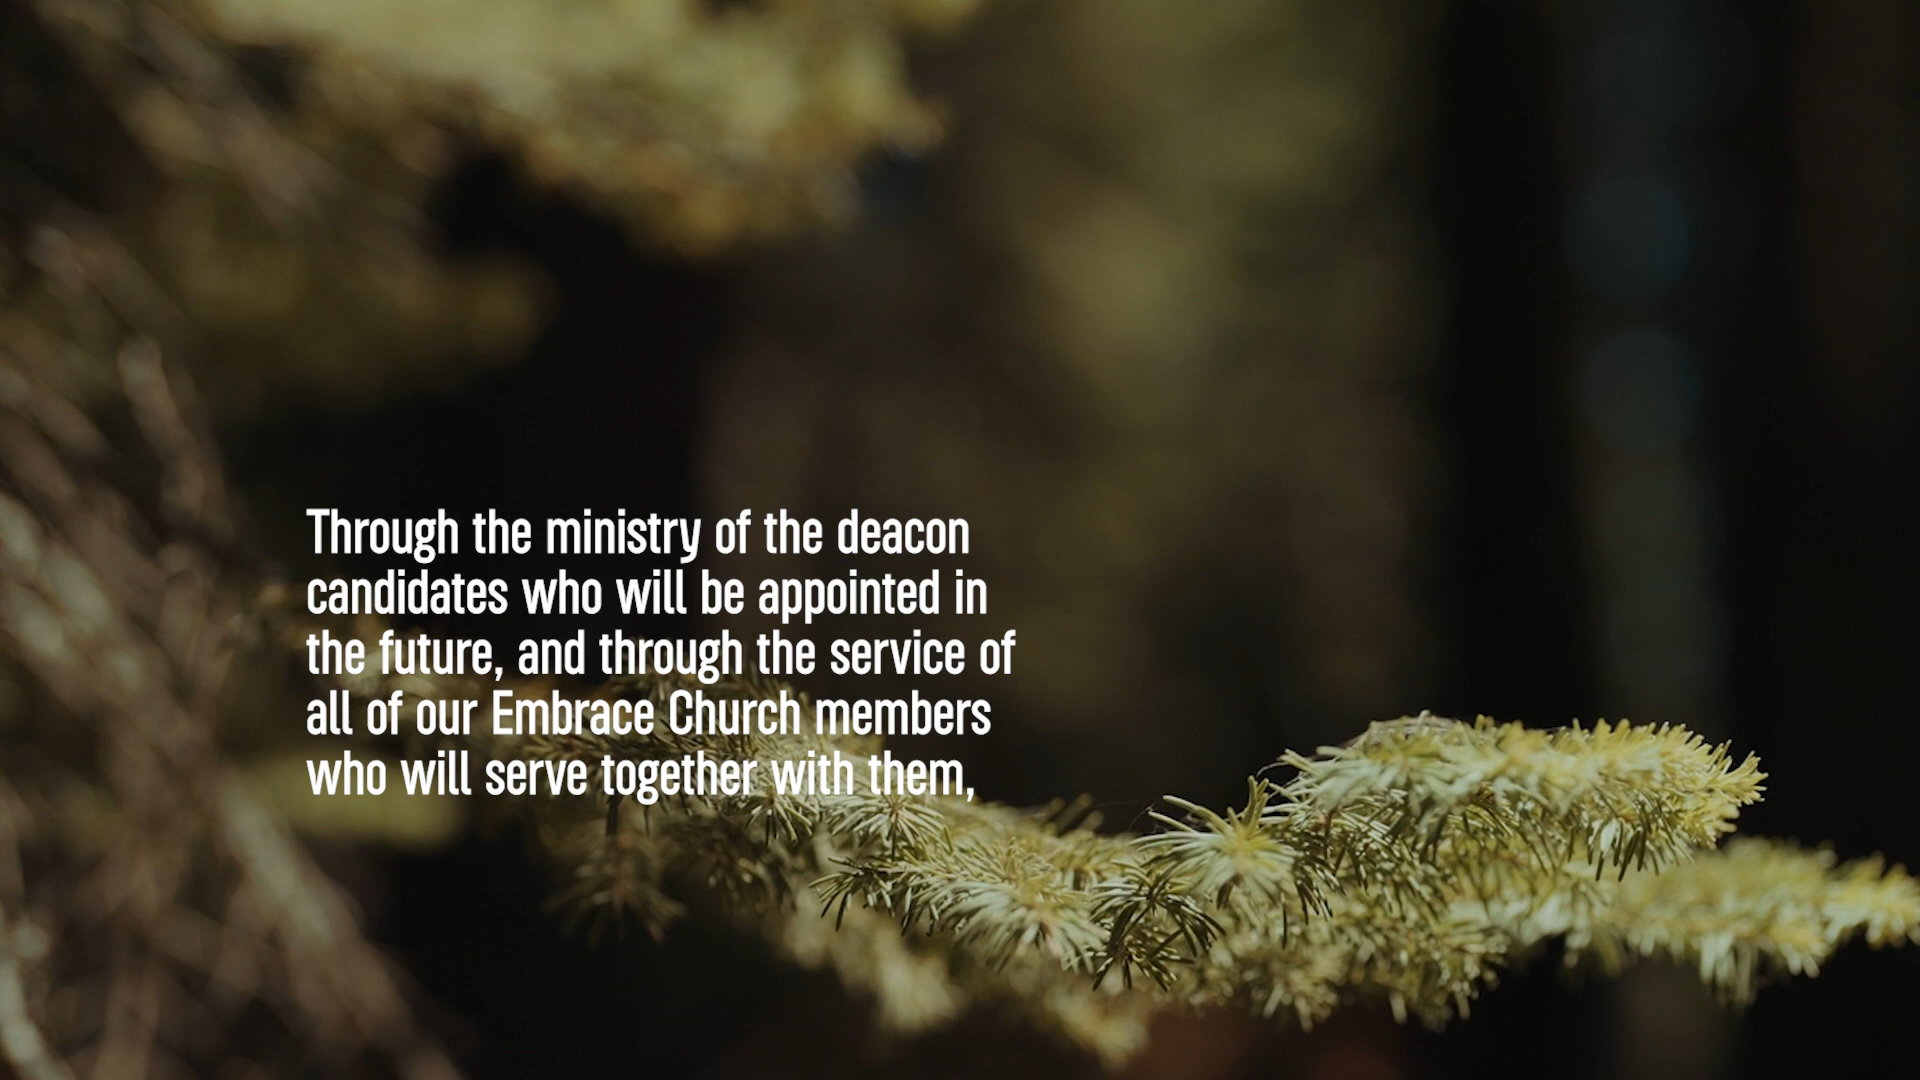 Through the ministry of the deacon
candidates who will be appointed in
the future, and through the service of
all of our Embrace Church members
who will serve together with them,